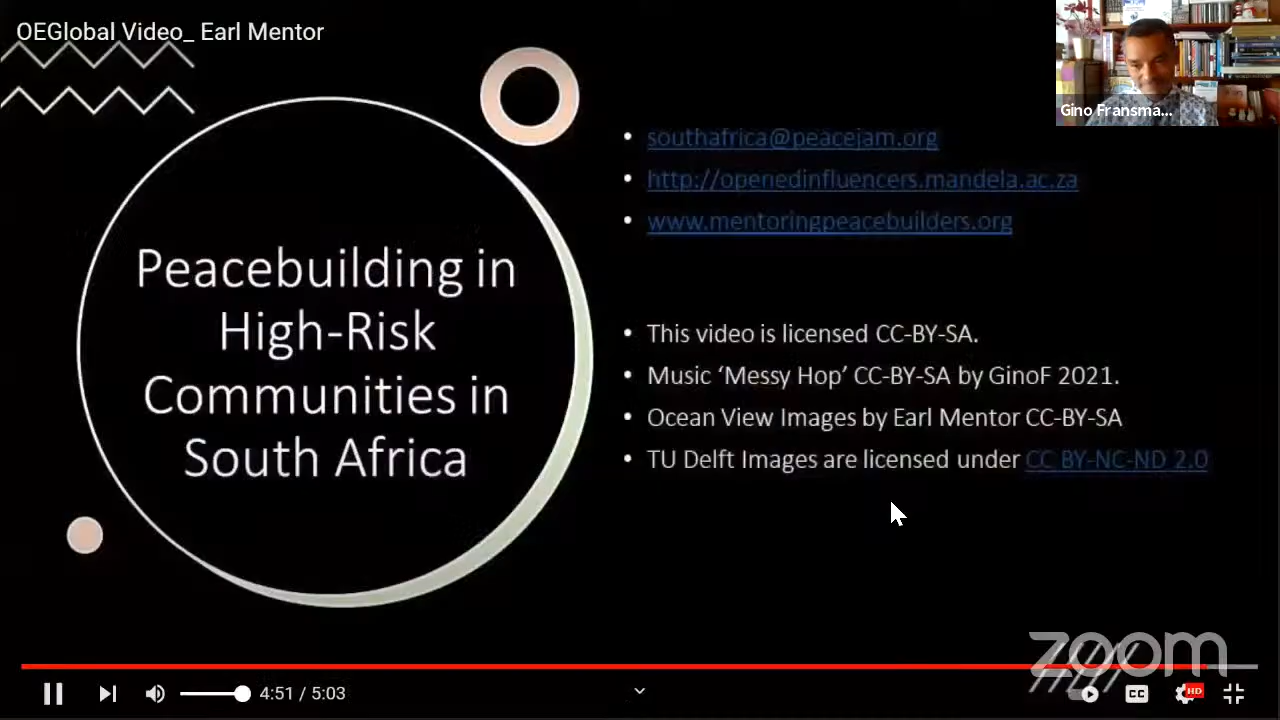 OEGlobal Video_ Earl Mentor
Gino Fransma...
Peacebuilding in
High-Risk
Communities in
South Africa
southafrica@peacejam.org
http://openedinfluencers.mandela.ac.za
www.mentoringpeacebuilders.org
This video is licensed CC-BY-SA.
Music ‘Messy Hop’ CC-BY-SA by GinoF 2021.
Ocean View Images by Earl Mentor CC-BY-SA
TU Delft Images are licensed under CC BY-NC-ND 2.0
zoom
4:51 / 5:03
CC
HD